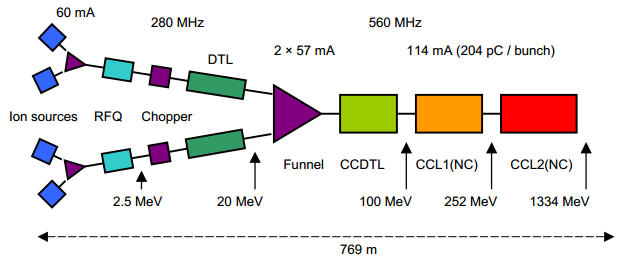 60 mA
280 MHz
560 MHz
DTL
2 × 57 mA
114 mA (204 pC / bunch)
Ion sources
RFQ
Chopper
Funnel
CCDTL
CCL1(NC)
CCL2(NC)
2.5 MeV
20 MeV
100 MeV
252 MeV
1334 MeV
769 m